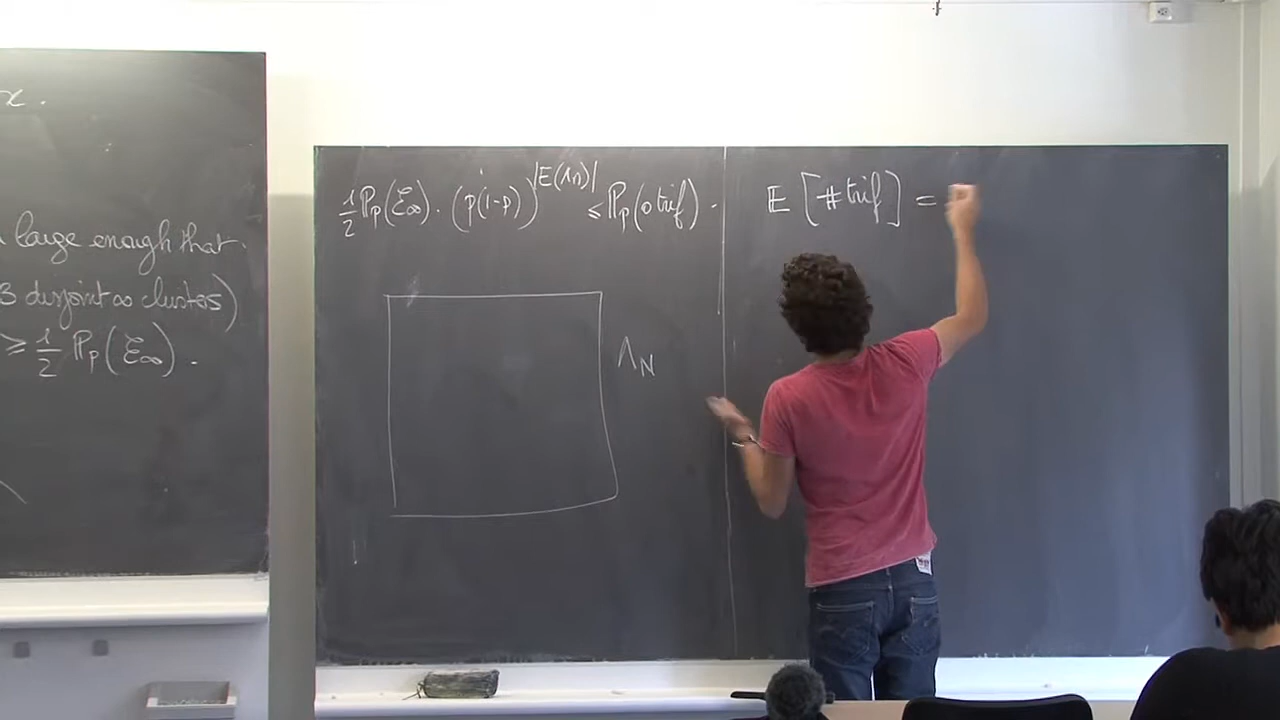 x.
n large enough that
3 disjoint ∞ clusters)
≥ 1/2 ℙp(ℰ∞).
1/2 ℙp(ℰ∞). (p(1-p))^|E(Λn)| ≤ ℙp(0 trif).
Λ_N
𝔼[# trif] =